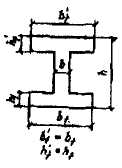 b'f
h'f
b
h
hf
bf
b'f = bf
h'f = hf